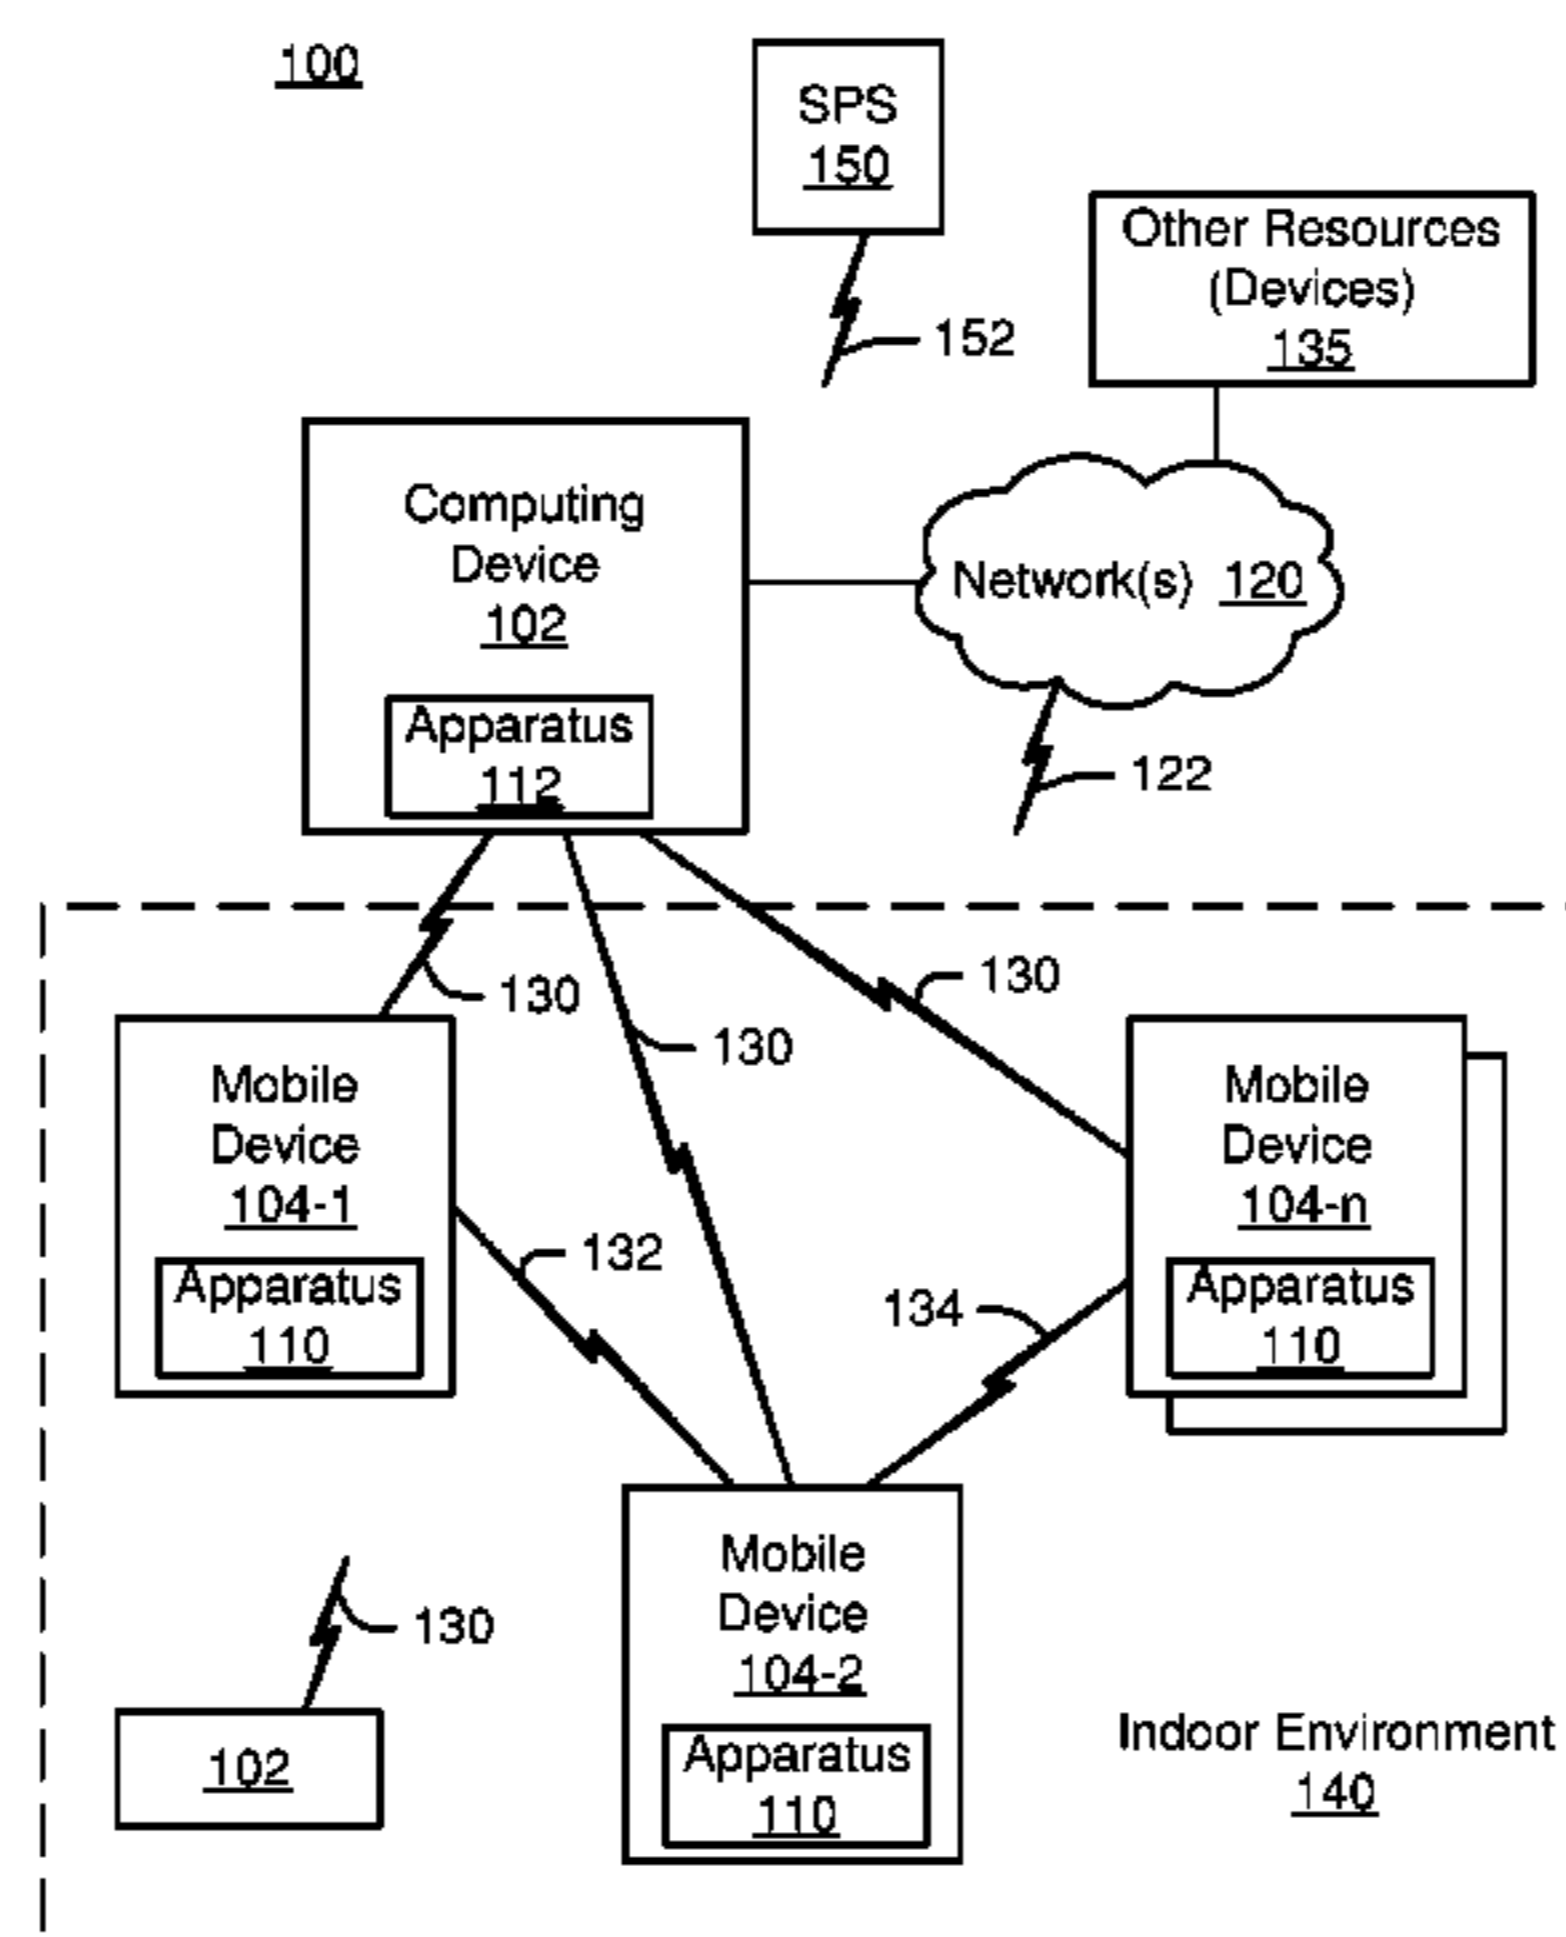 100
SPS
150
152
Other Resources
(Devices)
135
Computing
Device
102
Apparatus
112
Network(s) 120
122
130
130
130
Mobile
Device
104-1
Apparatus
110
132
134
Mobile
Device
104-n
Apparatus
110
130
102
Mobile
Device
104-2
Apparatus
110
Indoor Environment
140